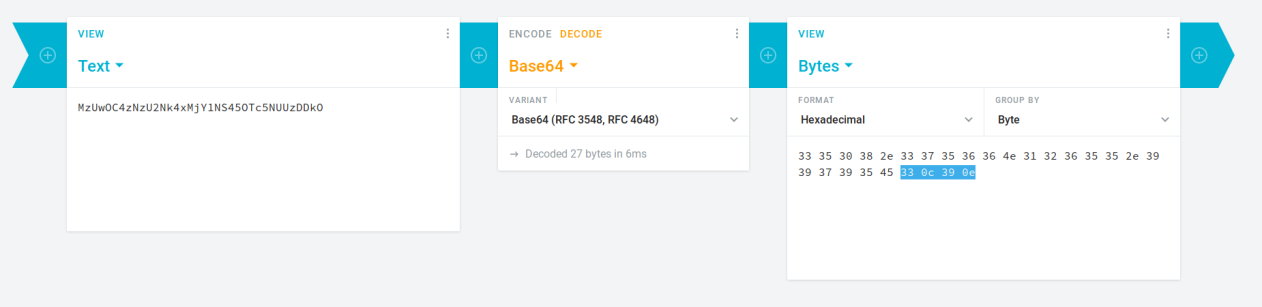 VIEW
Text
MzUwOC4zNzU2Nk4xMjY1NS45OTc5NUUzDDkO
ENCODE DECODE
Base64
VARIANT
Base64 (RFC 3548, RFC 4648)
→ Decoded 27 bytes in 6ms
VIEW
Bytes
FORMAT
Hexadecimal
GROUP BY
Byte
33 35 30 38 2e 33 37 35 36 36 4e 31 32 36 35 35 2e 39
39 37 39 35 45 33 0c 39 0e